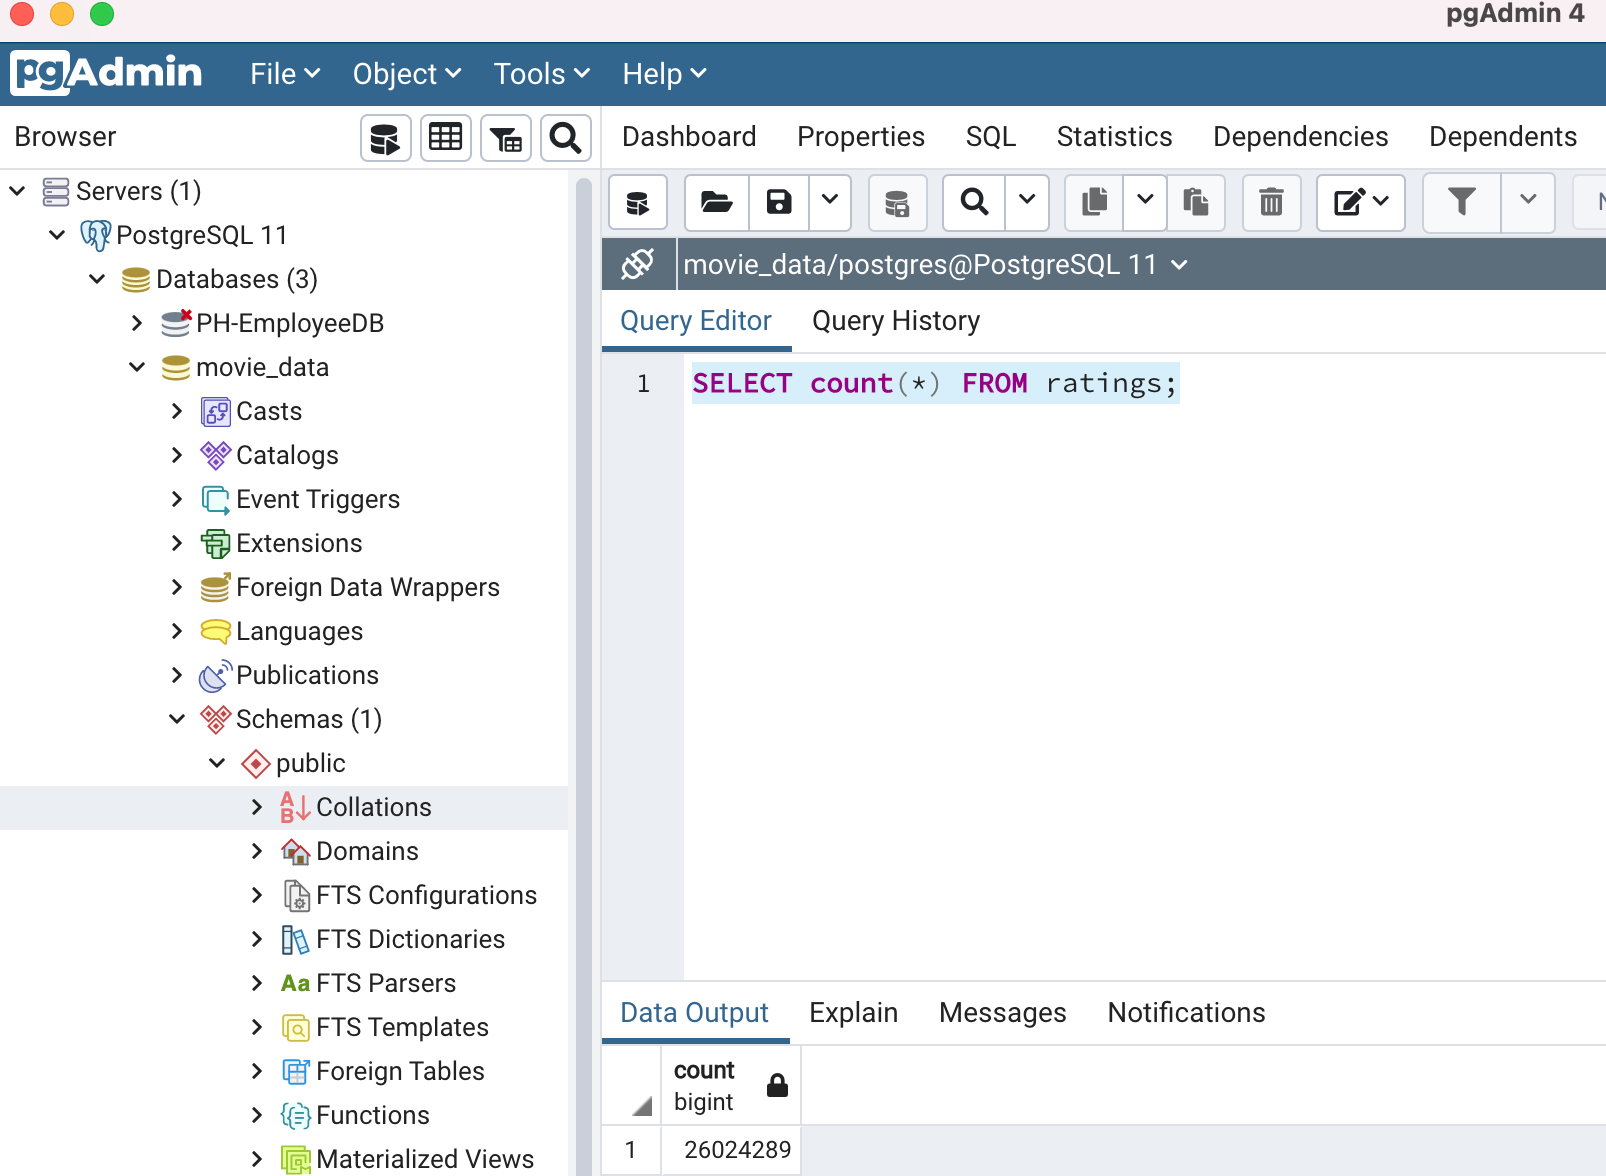 pgAdmin 4
pgAdmin File Object Tools Help
Browser
Dashboard Properties SQL Statistics Dependencies Dependents
Servers (1)
PostgreSQL 11
Databases (3)
PH-EmployeeDB
movie_data
Casts
Catalogs
Event Triggers
Extensions
Foreign Data Wrappers
Languages
Publications
Schemas (1)
public
Collations
Domains
FTS Configurations
FTS Dictionaries
Aa FTS Parsers
FTS Templates
Foreign Tables
Functions
Materialized Views
movie_data/postgres@PostgreSQL 11
Query Editor Query History
1 SELECT count(*) FROM ratings;
Data Output Explain Messages Notifications
count
bigint
1 26024289